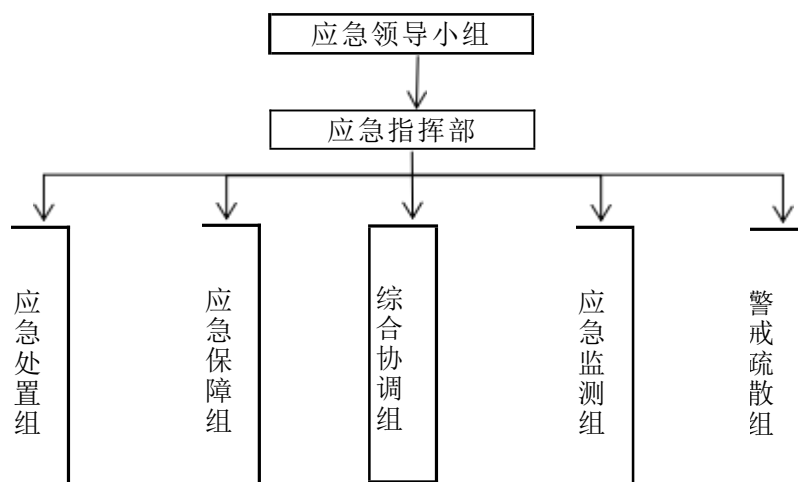 应急领导小组
应急指挥部
应急处置组
应急保障组
综合协调组
应急监测组
警戒疏散组